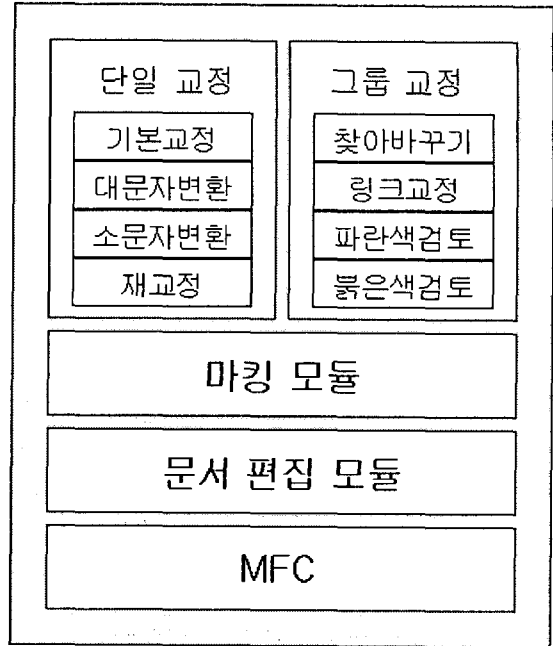 단일 교정
기본교정
대문자변환
소문자변환
재교정
그룹 교정
찾아바꾸기
링크교정
파란색검토
붉은색검토
마킹 모듈
문서 편집 모듈
MFC